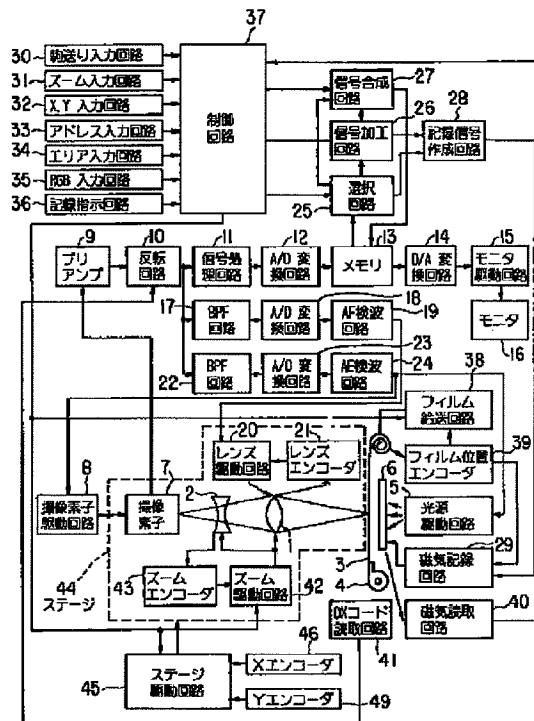 37
30 駒送り入力回路
31 ズーム入力回路
32 X,Y 入力回路
33 アドレス入力回路
34 エリア入力回路
35 RGB 入力回路
36 記録指示回路
制御
回路
信号合成
回路
27
信号加工
回路
26
選択
回路
25
28
記録信号
作成回路
9
プリ
アンプ
10
反転
回路
11
信号処
理回路
12
A/D 変
換回路
13
メモリ
14
D/A 変
換回路
15
モニタ
駆動回路
モニタ
16
17
BPF
回路
18
A/D 変
換回路
19
AF検波
回路
22
BPF
回路
23
A/D 変
換回路
24
AE検波
回路
38
フィルム
給送回路
39
フィルム位置
エンコーダ
20
レンズ
駆動回路
21
レンズ
エンコーダ
8
撮像素子
駆動回路
7
撮像
素子
2
6
5
光源
駆動回路
3
4
29
磁気記録
回路
44
ステージ
43
ズーム
エンコーダ
ズーム
駆動回路
42
40
磁気読取
回路
DXコード
読取回路
41
45
ステージ
駆動回路
46
Xエンコーダ
Yエンコーダ
49